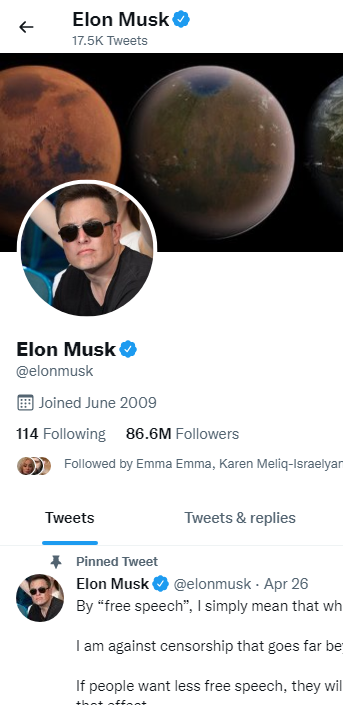 Elon Musk
17.5K Tweets
Elon Musk
@elonmusk
Joined June 2009
114 Following 86.6M Followers
Followed by Emma Emma, Karen Meliq-Israelyan
Tweets Tweets & replies
Pinned Tweet
Elon Musk @elonmusk · Apr 26
By “free speech”, I simply mean that wh
I am against censorship that goes far be
If people want less free speech, they wil
that effect.